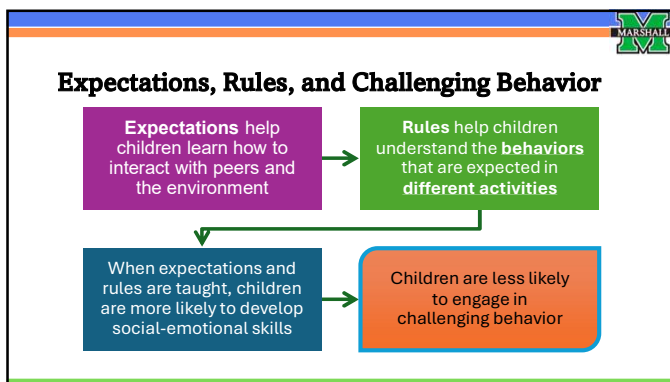 MARSHALL
Expectations, Rules, and Challenging Behavior
Expectations help
children learn how to
interact with peers and
the environment
Rules help children
understand the behaviors
that are expected in
different activities
When expectations and
rules are taught, children
are more likely to develop
social-emotional skills
Children are less likely
to engage in
challenging behavior